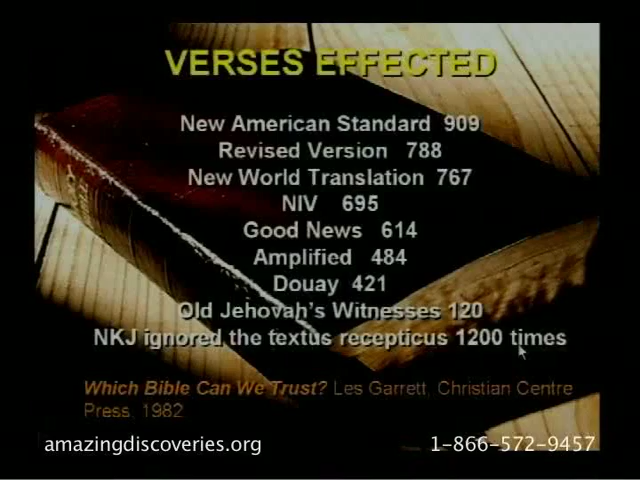 VERSES EFFECTED
New American Standard 909
Revised Version 788
New World Translation 767
NIV 695
Good News 614
Amplified 484
Douay 421
Old Jehovah's Witnesses 120
NKJ ignored the textus recepticus 1200 times
Which Bible Can We Trust? Les Garrett, Christian Centre
Press, 1982
amazingdiscoveries.org 1-866-572-9457